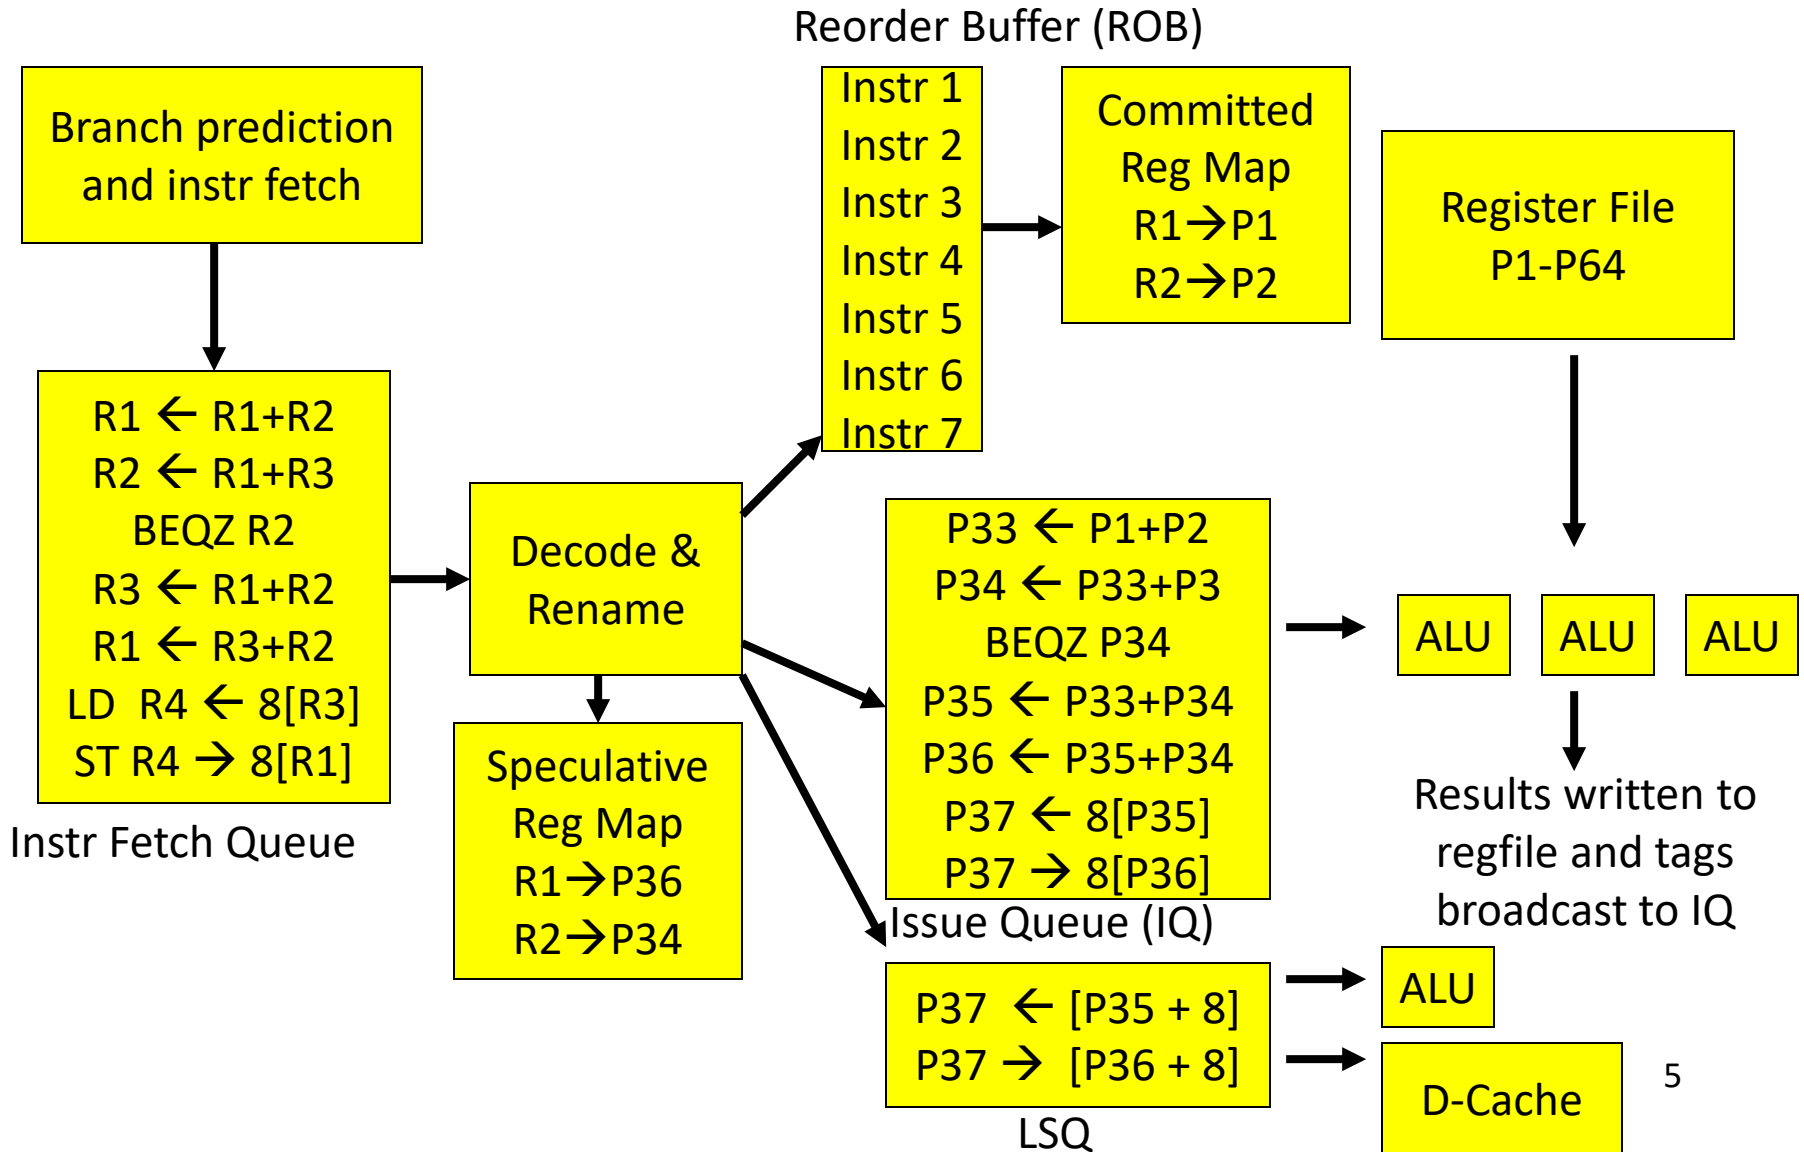 Reorder Buffer (ROB)
Branch prediction
and instr fetch
Instr 1
Instr 2
Instr 3
Instr 4
Instr 5
Instr 6
Instr 7
Committed
Reg Map
R1→P1
R2→P2
Register File
P1-P64
R1 ← R1+R2
R2 ← R1+R3
BEQZ R2
R3 ← R1+R2
R1 ← R3+R2
LD R4 ← 8[R3]
ST R4 → 8[R1]
Instr Fetch Queue
Decode &
Rename
Speculative
Reg Map
R1→P36
R2→P34
P33 ← P1+P2
P34 ← P33+P3
BEQZ P34
P35 ← P33+P34
P36 ← P35+P34
P37 ← 8[P35]
P37 → 8[P36]
Issue Queue (IQ)
ALU
ALU
ALU
Results written to
regfile and tags
broadcast to IQ
P37 ← [P35 + 8]
P37 → [P36 + 8]
LSQ
ALU
D-Cache
5